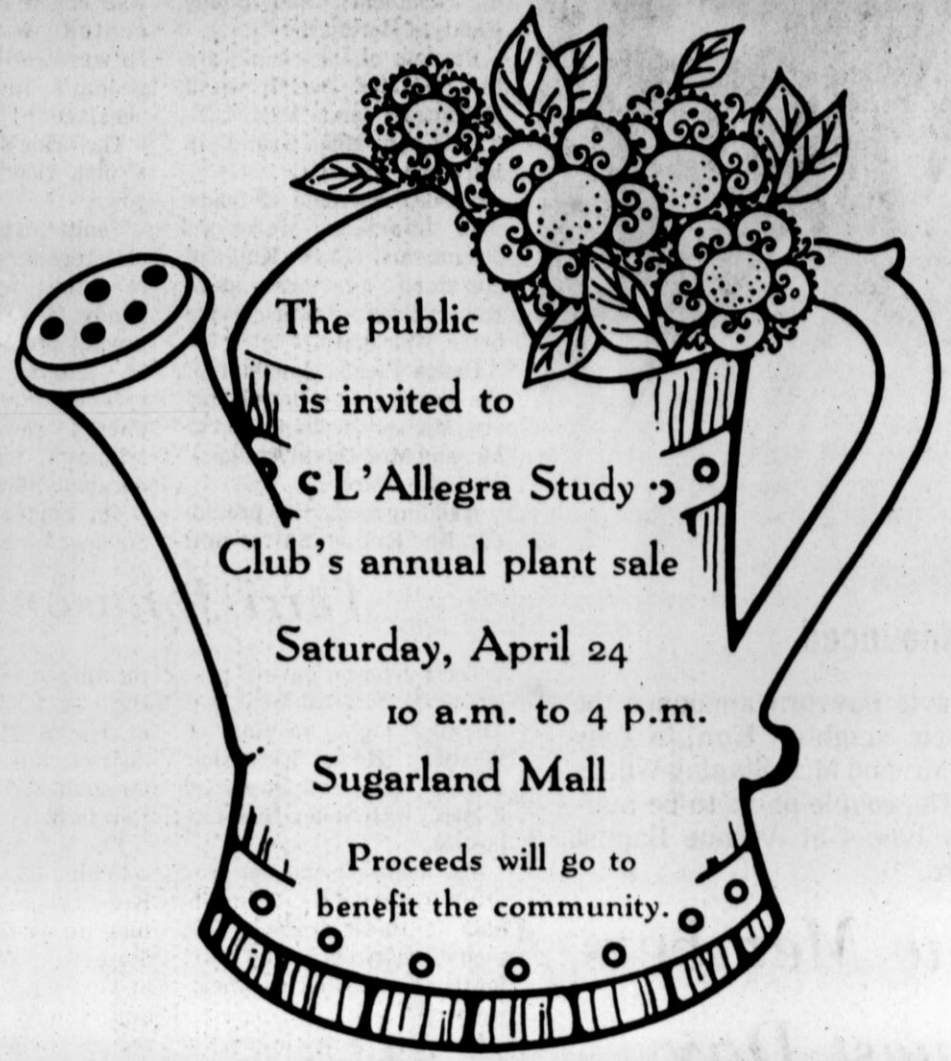 The public
is invited to
L'Allegra Study
Club's annual plant sale
Saturday, April 24
10 a.m. to 4 p.m.
Sugarland Mall
Proceeds will go to
benefit the community.